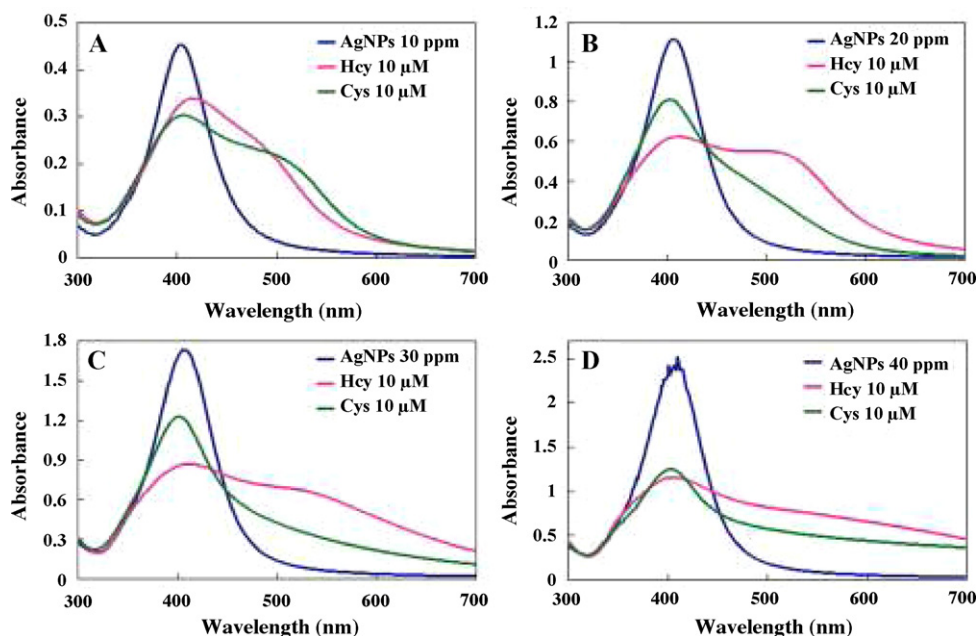 A
AgNPs 10 ppm
Hcy 10 µM
Cys 10 µM
0.5
0.4
0.3
0.2
0.1
0
Absorbance
300 400 500 600 700
Wavelength (nm)
B
AgNPs 20 ppm
Hcy 10 µM
Cys 10 µM
1.2
1
0.8
0.6
0.4
0.2
0
Absorbance
300 400 500 600 700
Wavelength (nm)
C
AgNPs 30 ppm
Hcy 10 µM
Cys 10 µM
1.8
1.5
1.2
0.9
0.6
0.3
0
Absorbance
300 400 500 600 700
Wavelength (nm)
D
AgNPs 40 ppm
Hcy 10 µM
Cys 10 µM
2.5
2
1.5
1
0.5
0
Absorbance
300 400 500 600 700
Wavelength (nm)